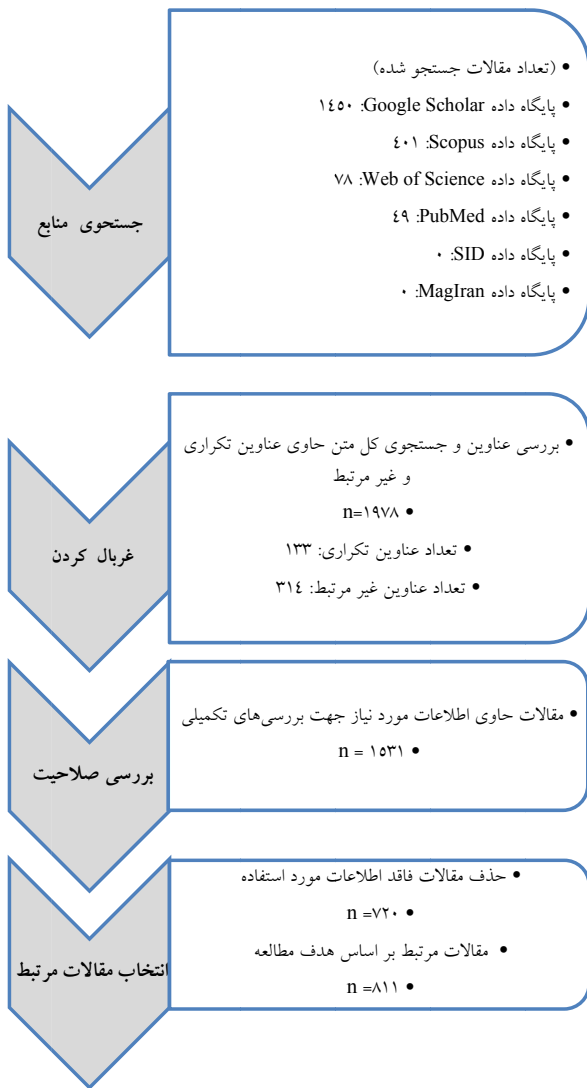 جستجوی منابع
• (تعداد مقالات جستجو شده)
• پایگاه داده Google Scholar: ۱٤۵۰
• پایگاه داده Scopus: ٤۰۱
• پایگاه داده Web of Science: ۷۸
• پایگاه داده PubMed: ٤۹
• پایگاه داده SID: ۰
• پایگاه داده MagIran: ۰
غربال کردن
• بررسی عناوین و جستجوی کل متن حاوی عناوین تکراری
و غیر مرتبط
• n=۱۹۷۸
• تعداد عناوین تکراری: ۱۳۳
• تعداد عناوین غیر مرتبط: ۳۱٤
بررسی صلاحیت
• مقالات حاوی اطلاعات مورد نیاز جهت بررسی‌های تکمیلی
• n = ۱۵۳۱
انتخاب مقالات مرتبط
• حذف مقالات فاقد اطلاعات مورد استفاده
• n =۷۲۰
• مقالات مرتبط بر اساس هدف مطالعه
• n =۸۱۱